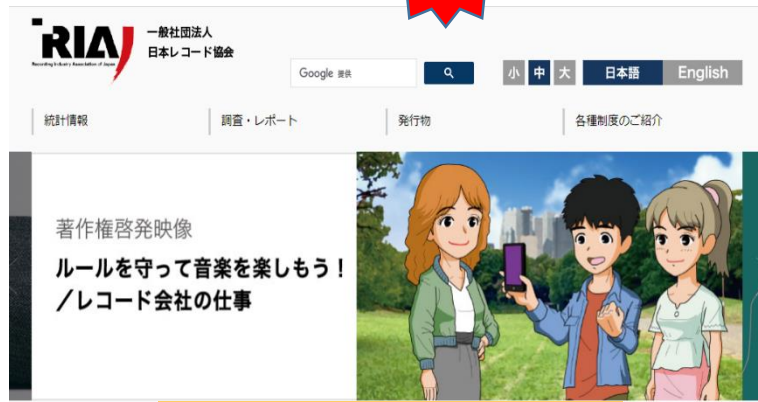 RIAJ
Recording Industry Association of Japan
一般社団法人
日本レコード協会
Google 提供
小 中 大
日本語 English
統計情報 調査・レポート 発行物 各種制度のご紹介
著作権啓発映像
ルールを守って音楽を楽しもう！
／レコード会社の仕事